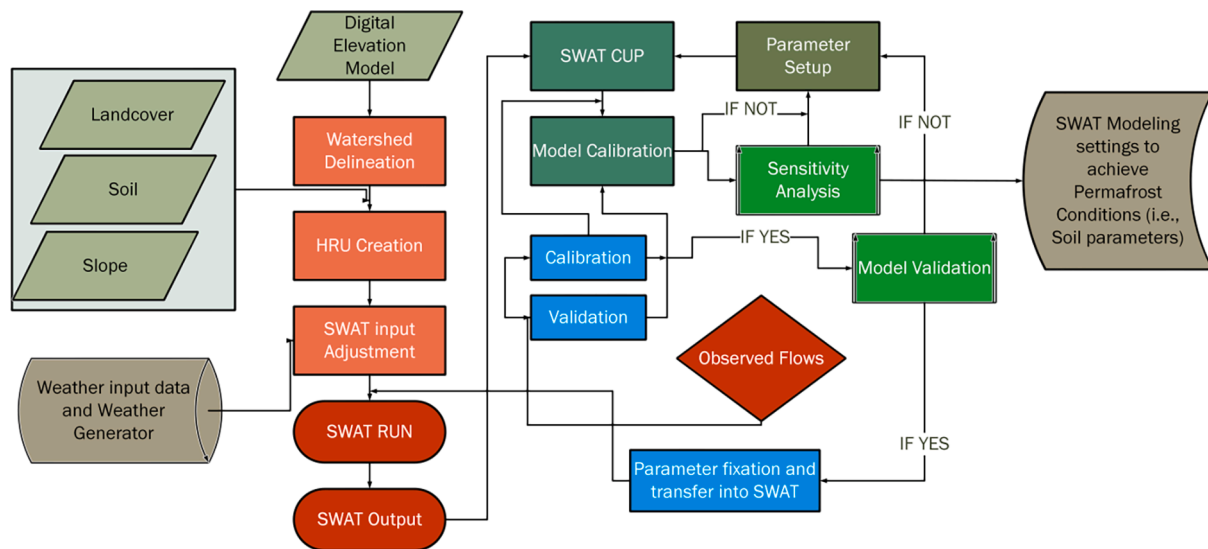 Digital
Elevation
Model
Landcover
Soil
Slope
Watershed
Delineation
HRU Creation
SWAT input
Adjustment
Weather input data
and Weather
Generator
SWAT RUN
SWAT Output
SWAT CUP
Parameter
Setup
IF NOT
Model Calibration
Sensitivity
Analysis
IF NOT
SWAT Modeling
settings to
achieve
Permafrost
Conditions (i.e.,
Soil parameters)
Calibration
IF YES
Model Validation
Validation
Observed Flows
IF YES
Parameter fixation and
transfer into SWAT